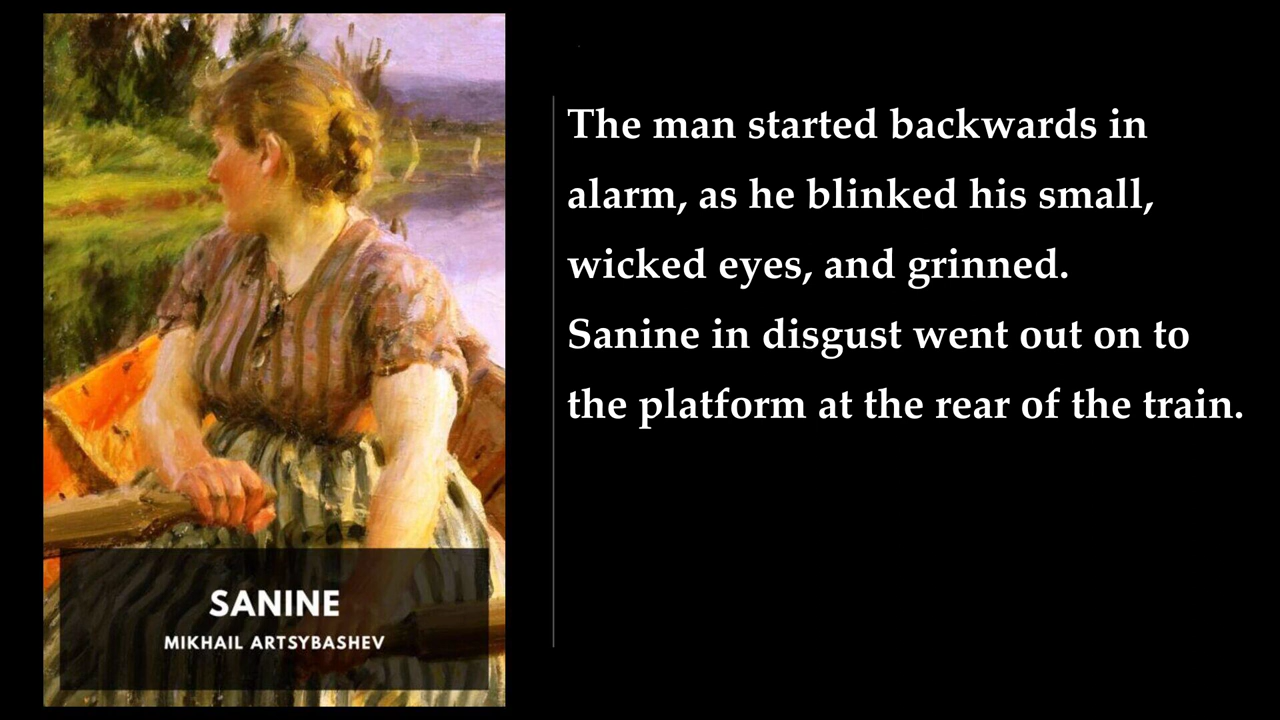 The man started backwards in
alarm, as he blinked his small,
wicked eyes, and grinned.
Sanine in disgust went out on to
the platform at the rear of the train.
SANINE
MIKHAIL ARTSYBASHEV